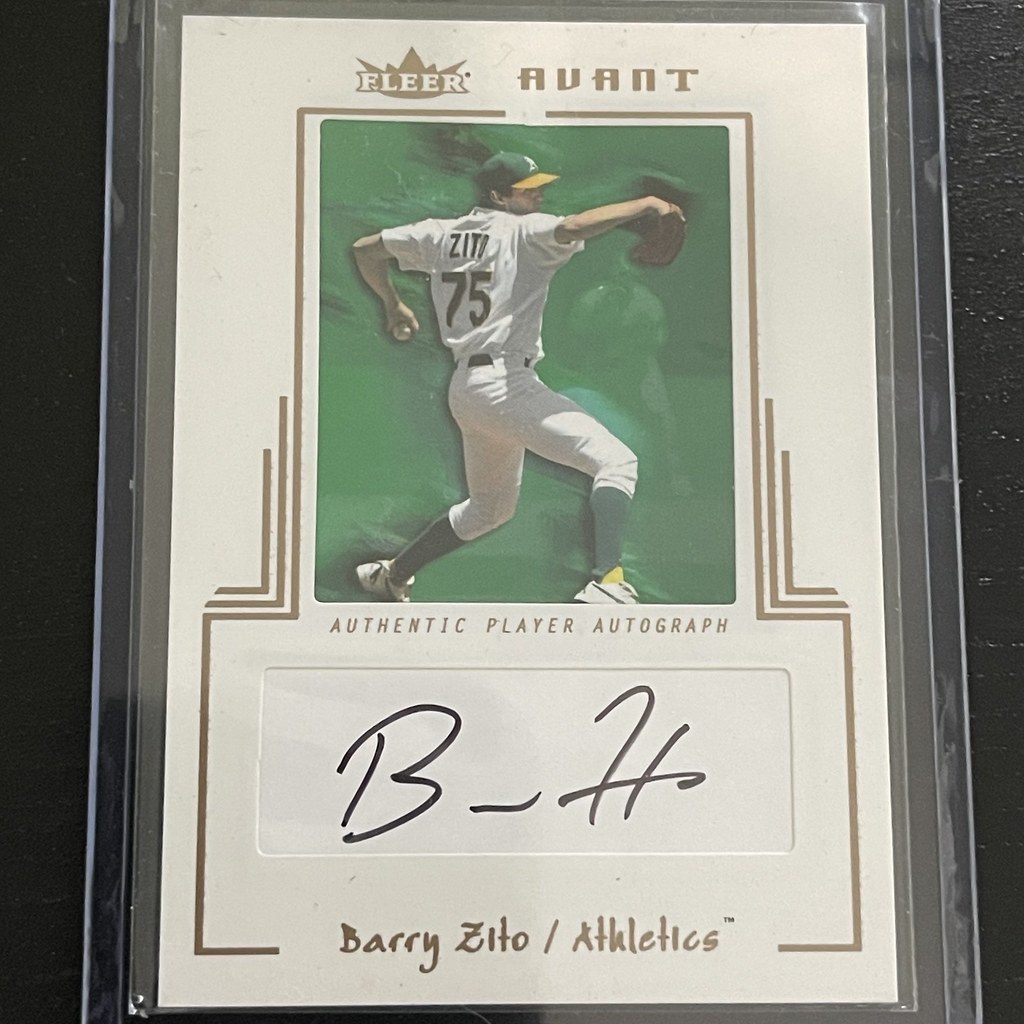 FLEER® AVANT
ZITO
75
AUTHENTIC PLAYER AUTOGRAPH
Barry Zito / Athletics™